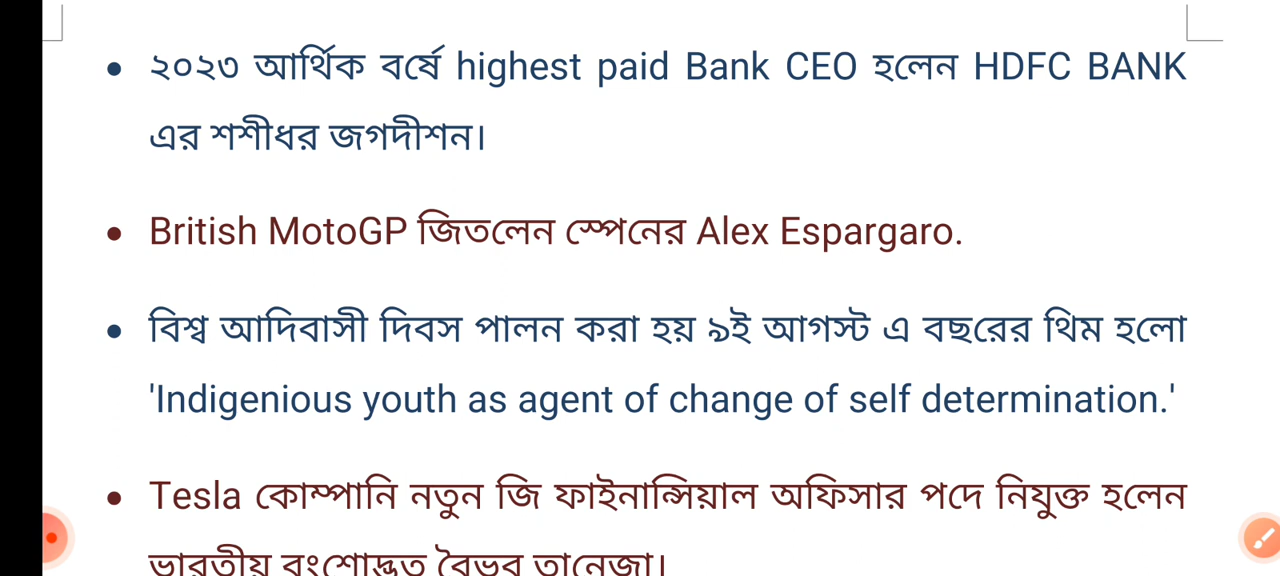 • ২০২৩ আর্থিক বর্ষে highest paid Bank CEO হলেন HDFC BANK
এর শশীধর জগদীশন।
• British MotoGP জিতলেন স্পেনের Alex Espargaro.
• বিশ্ব আদিবাসী দিবস পালন করা হয় ৯ই আগস্ট এ বছরের থিম হলো
'Indigenious youth as agent of change of self determination.'
• Tesla কোম্পানি নতুন জি ফাইনান্সিয়াল অফিসার পদে নিযুক্ত হলেন
ভারতীয় বংশোদ্ভূত বৈভব তানেজা।